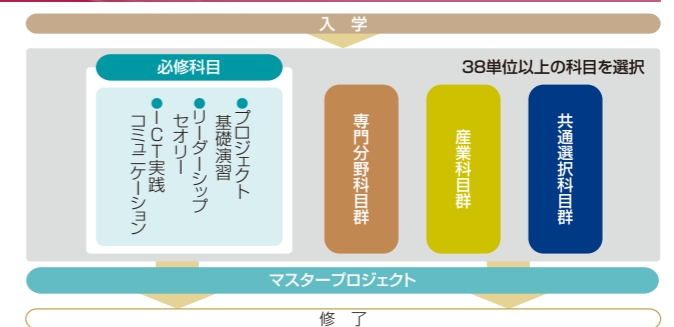 入 学
必修科目
38単位以上の科目を選択
●プロジェクト
基礎演習
●リーダーシップ
セオリー
●ICT実践
コミュニケーション
専門分野科目群
産業科目群
共通選択科目群
マスタープロジェクト
修 了